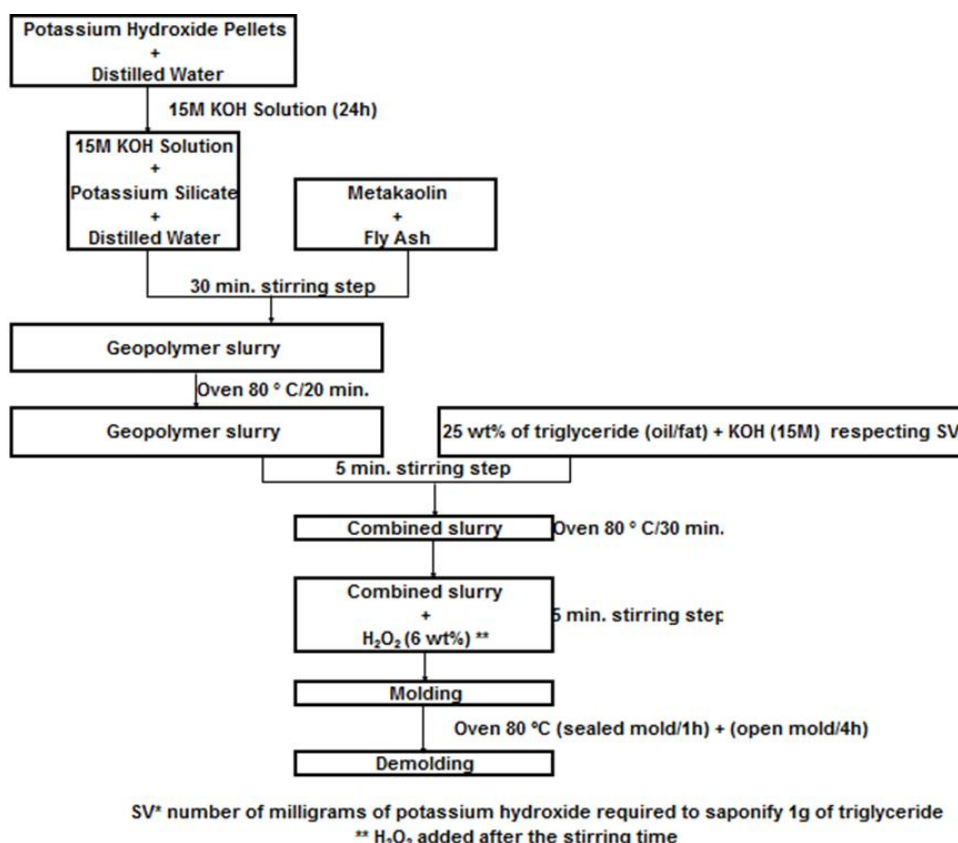 Potassium Hydroxide Pellets
+
Distilled Water
15M KOH Solution (24h)
15M KOH Solution
+
Potassium Silicate
+
Distilled Water
Metakaolin
+
Fly Ash
30 min. stirring step
Geopolymer slurry
Oven 80 º C/20 min.
Geopolymer slurry
25 wt% of triglyceride (oil/fat) + KOH (15M) respecting SV
5 min. stirring step
Combined slurry
Oven 80 º C/30 min.
Combined slurry
+
H₂O₂ (6 wt%) **
5 min. stirring step
Molding
Oven 80 ºC (sealed mold/1h) + (open mold/4h)
Demolding
SV* number of milligrams of potassium hydroxide required to saponify 1g of triglyceride
** H₂O₂ added after the stirring time